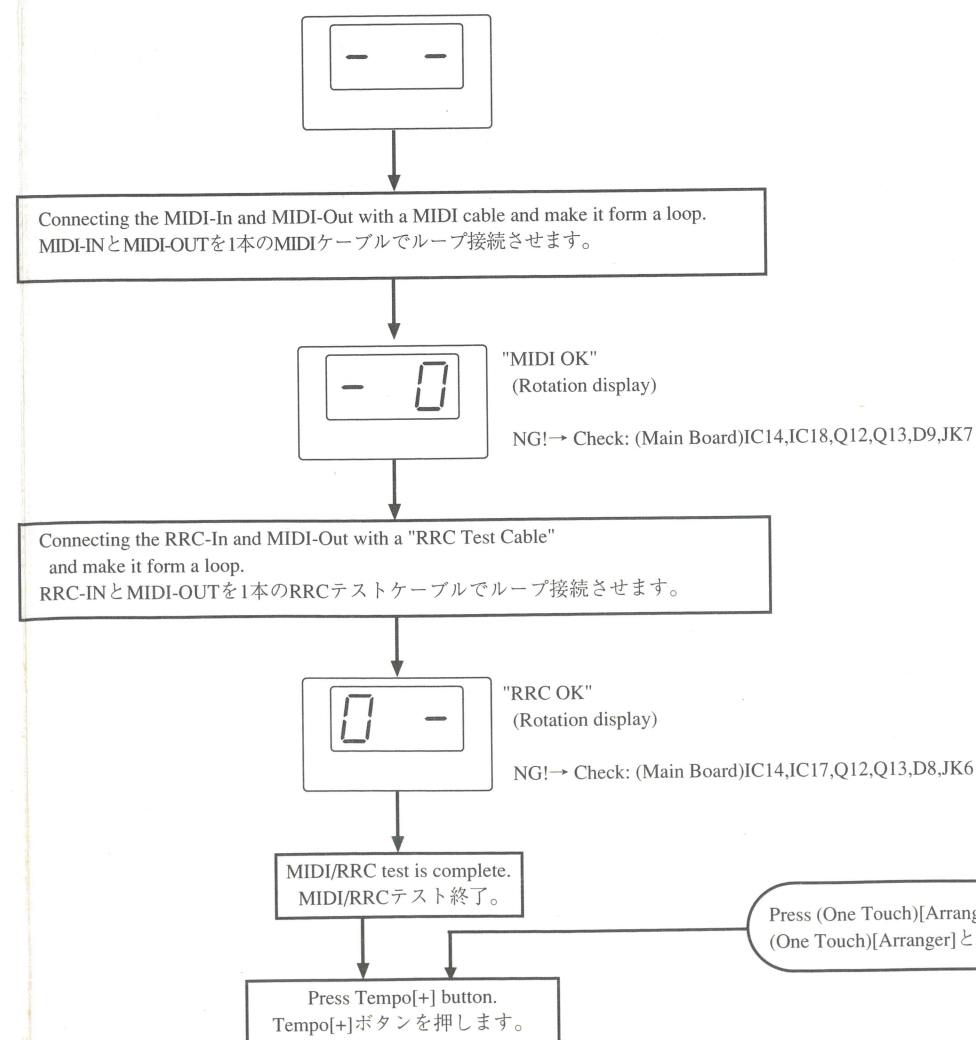 - -
Connecting the MIDI-In and MIDI-Out with a MIDI cable and make it form a loop.
MIDI-INとMIDI-OUTを1本のMIDIケーブルでループ接続させます。
- 0
"MIDI OK"
(Rotation display)
NG!→ Check: (Main Board)IC14,IC18,Q12,Q13,D9,JK7
Connecting the RRC-In and MIDI-Out with a "RRC Test Cable"
and make it form a loop.
RRC-INとMIDI-OUTを1本のRRCテストケーブルでループ接続させます。
0 -
"RRC OK"
(Rotation display)
NG!→ Check: (Main Board)IC14,IC17,Q12,Q13,D8,JK6
MIDI/RRC test is complete.
MIDI/RRCテスト終了。
Press (One Touch)[Arrang
(One Touch)[Arranger]と
Press Tempo[+] button.
Tempo[+]ボタンを押します。